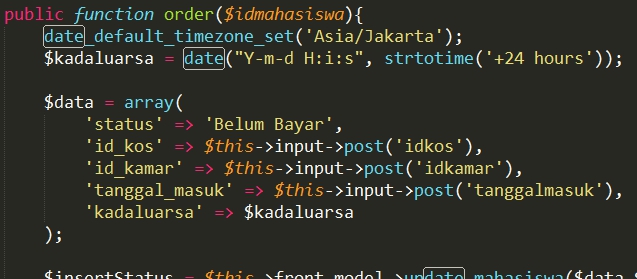 public function order($idmahasiswa){
date_default_timezone_set('Asia/Jakarta');
$kadaluarsa = date("Y-m-d H:i:s", strtotime('+24 hours'));
$data = array(
'status' => 'Belum Bayar',
'id_kos' => $this->input->post('idkos'),
'id_kamar' => $this->input->post('idkamar'),
'tanggal_masuk' => $this->input->post('tanggalmasuk'),
'kadaluarsa' => $kadaluarsa
);
$insertStatus = $this->front_model->update_mahasiswa($data,